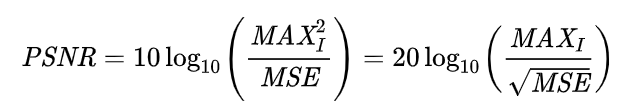 PSNR = 10 log₁₀ ( MAX_I² / MSE ) = 20 log₁₀ ( MAX_I / √MSE )